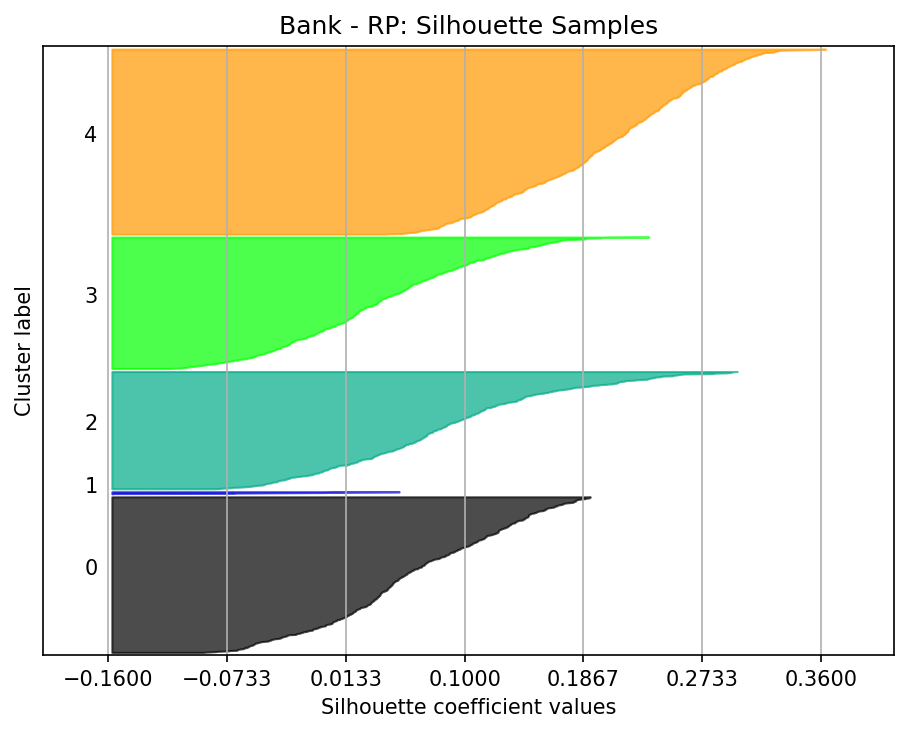 Bank - RP: Silhouette Samples
4
3
2
1
0
Cluster label
−0.1600 −0.0733 0.0133 0.1000 0.1867 0.2733 0.3600
Silhouette coefficient values